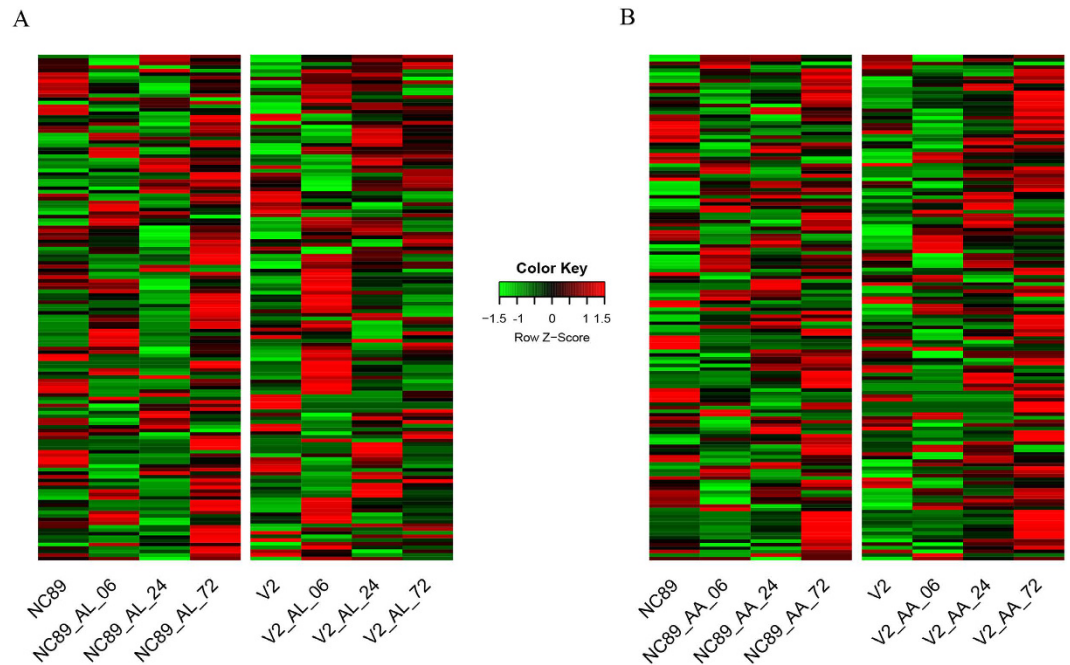 A
B
Color Key
−1.5 -1 0 1 1.5
Row Z−Score
NC89
NC89_AL_06
NC89_AL_24
NC89_AL_72
V2
V2_AL_06
V2_AL_24
V2_AL_72
NC89
NC89_AA_06
NC89_AA_24
NC89_AA_72
V2
V2_AA_06
V2_AA_24
V2_AA_72